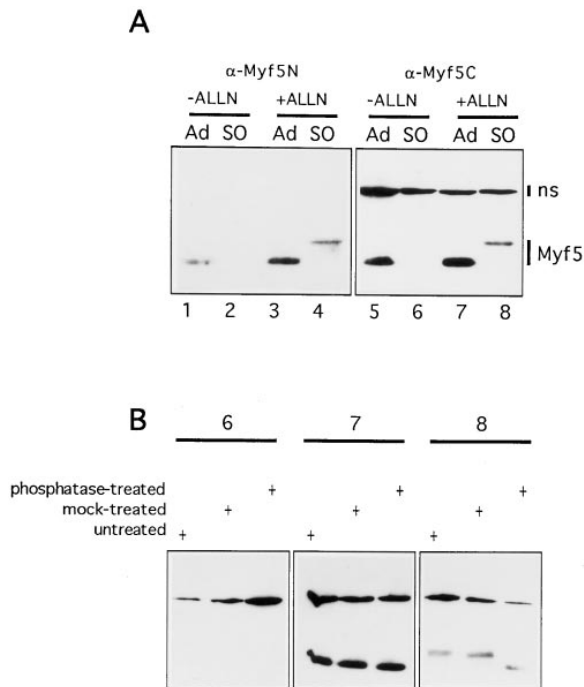 A
α-Myf5N α-Myf5C
-ALLN +ALLN -ALLN +ALLN
Ad SO Ad SO Ad SO Ad SO
ns
Myf5
1 2 3 4 5 6 7 8
B 6 7 8
phosphatase-treated + + +
mock-treated + + +
untreated + + +